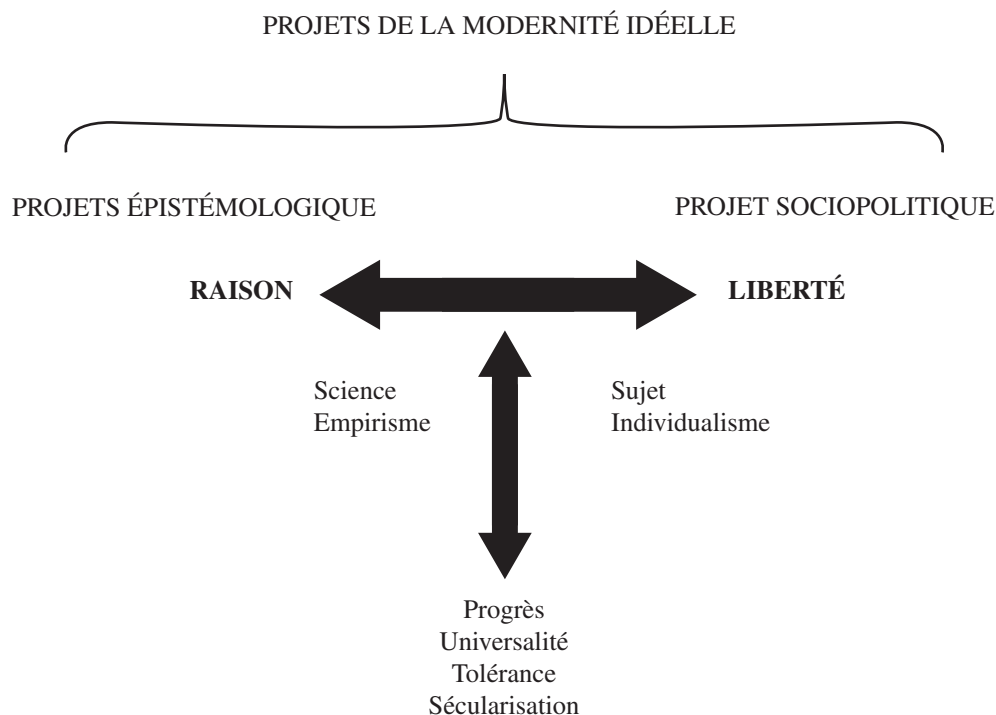 PROJETS DE LA MODERNITÉ IDÉELLE
PROJETS ÉPISTÉMOLOGIQUE
PROJET SOCIOPOLITIQUE
RAISON
LIBERTÉ
Science
Empirisme
Sujet
Individualisme
Progrès
Universalité
Tolérance
Sécularisation